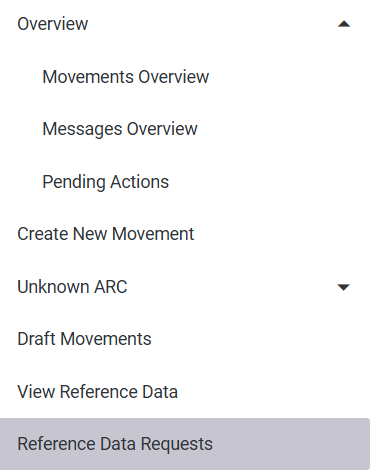 Overview
Movements Overview
Messages Overview
Pending Actions
Create New Movement
Unknown ARC
Draft Movements
View Reference Data
Reference Data Requests